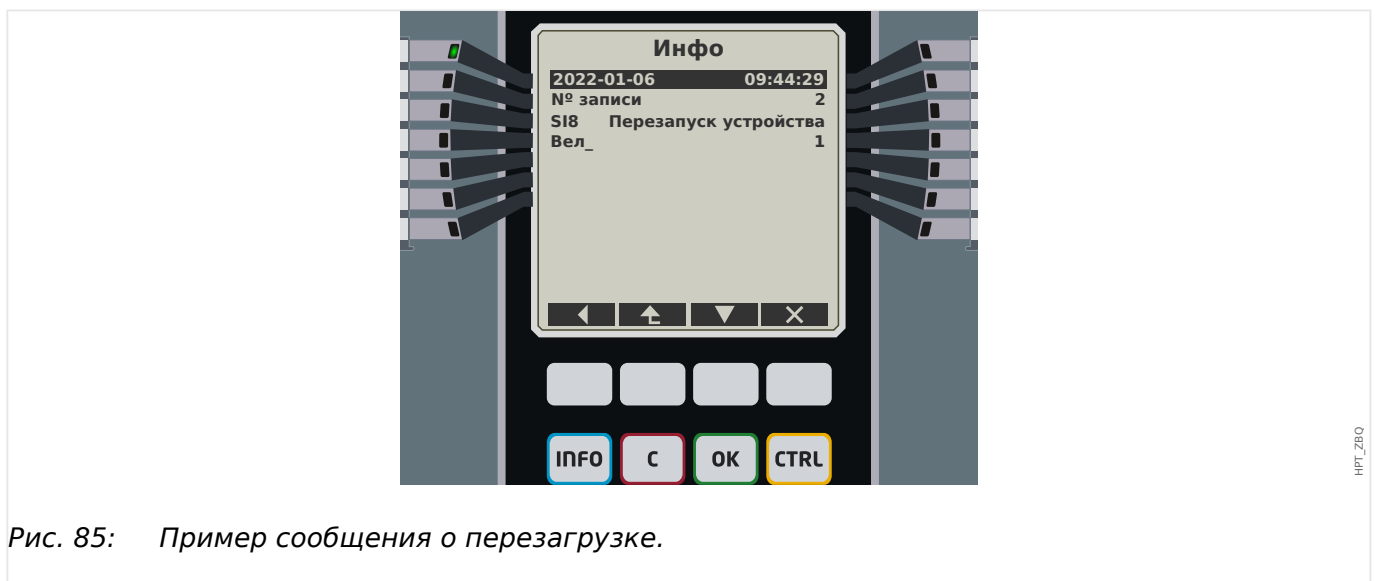 Инфо
2022-01-06 09:44:29
Nº записи 2
SI8 Перезапуск устройства
Вел_ 1
INFO C OK CTRL
HPT_ZBQ
Рис. 85: Пример сообщения о перезагрузке.